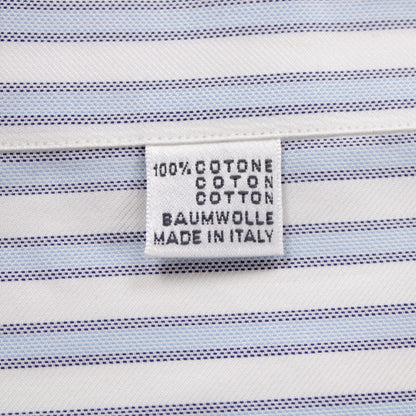 100% COTONE
COTON
COTTON
BAUMWOLLE
MADE IN ITALY